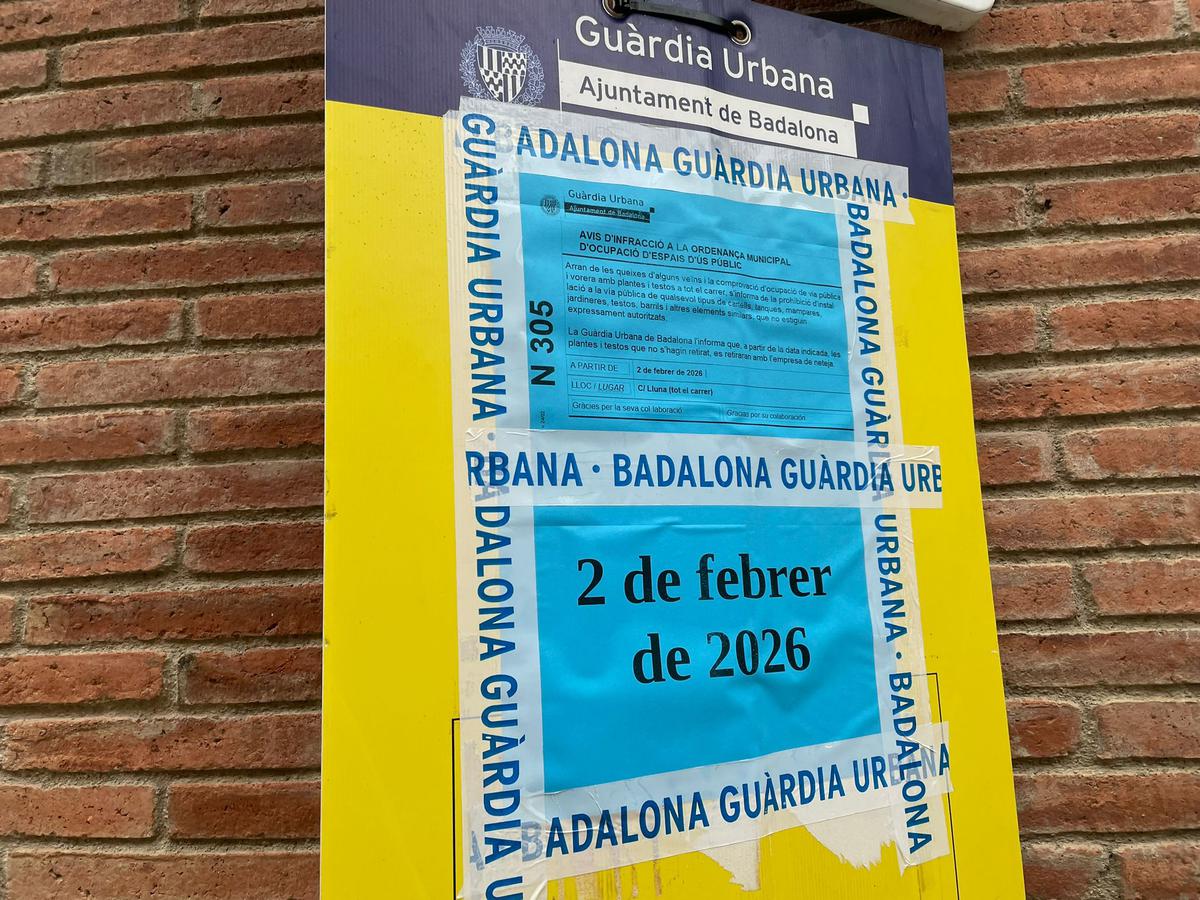 Guàrdia Urbana
Ajuntament de Badalona
BADALONA GUÀRDIA URBANA ·
GUÀRDIA URBANA · BADALONA GUÀRDIA U
BADALONA GUÀRDIA URBANA · BADALONA
Guàrdia Urbana
Ajuntament de Badalona
AVIS D'INFRACCIÓ A LA ORDENANÇA MUNICIPAL
D'OCUPACIÓ D'ESPAIS D'ÚS PÚBLIC
Arran de les queixes d'alguns veïns i la comprovació d'ocupació de via pública
i vorera amb plantes i testos a tot el carrer, s'informa de la prohibició d'instal
lació a la via pública de qualsevol tipus de cartells, tanques, mampares,
jardineres, testos, barrils i altres elements similars, que no estiguin
expressament autoritzats.
La Guàrdia Urbana de Badalona l'informa que, a partir de la data indicada, les
plantes i testos que no s'hagin retirat, es retiraran amb l'empresa de neteja.
N 305
A PARTIR DE 2 de febrer de 2026
LLOC / LUGAR C/ Lluna (tot el carrer)
Gràcies per la seva col·laboració Gracias por su colaboración
RBANA · BADALONA GUÀRDIA URB
2 de febrer
de 2026
BADALONA GUÀRDIA URBANA